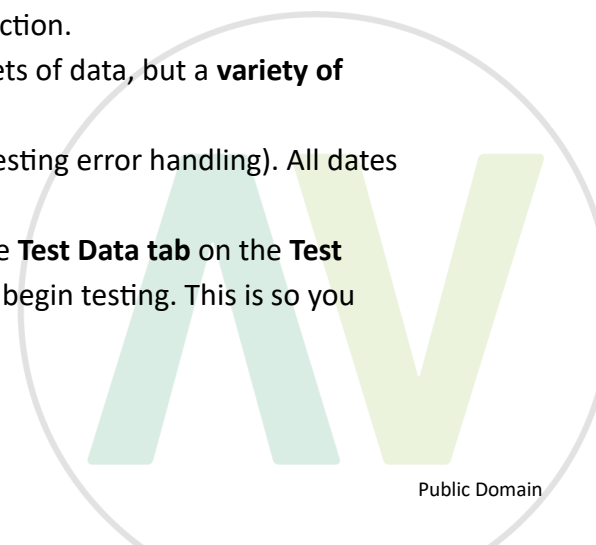 ction.
ets of data, but a variety of
esting error handling). All dates
e Test Data tab on the Test
begin testing. This is so you
Public Domain